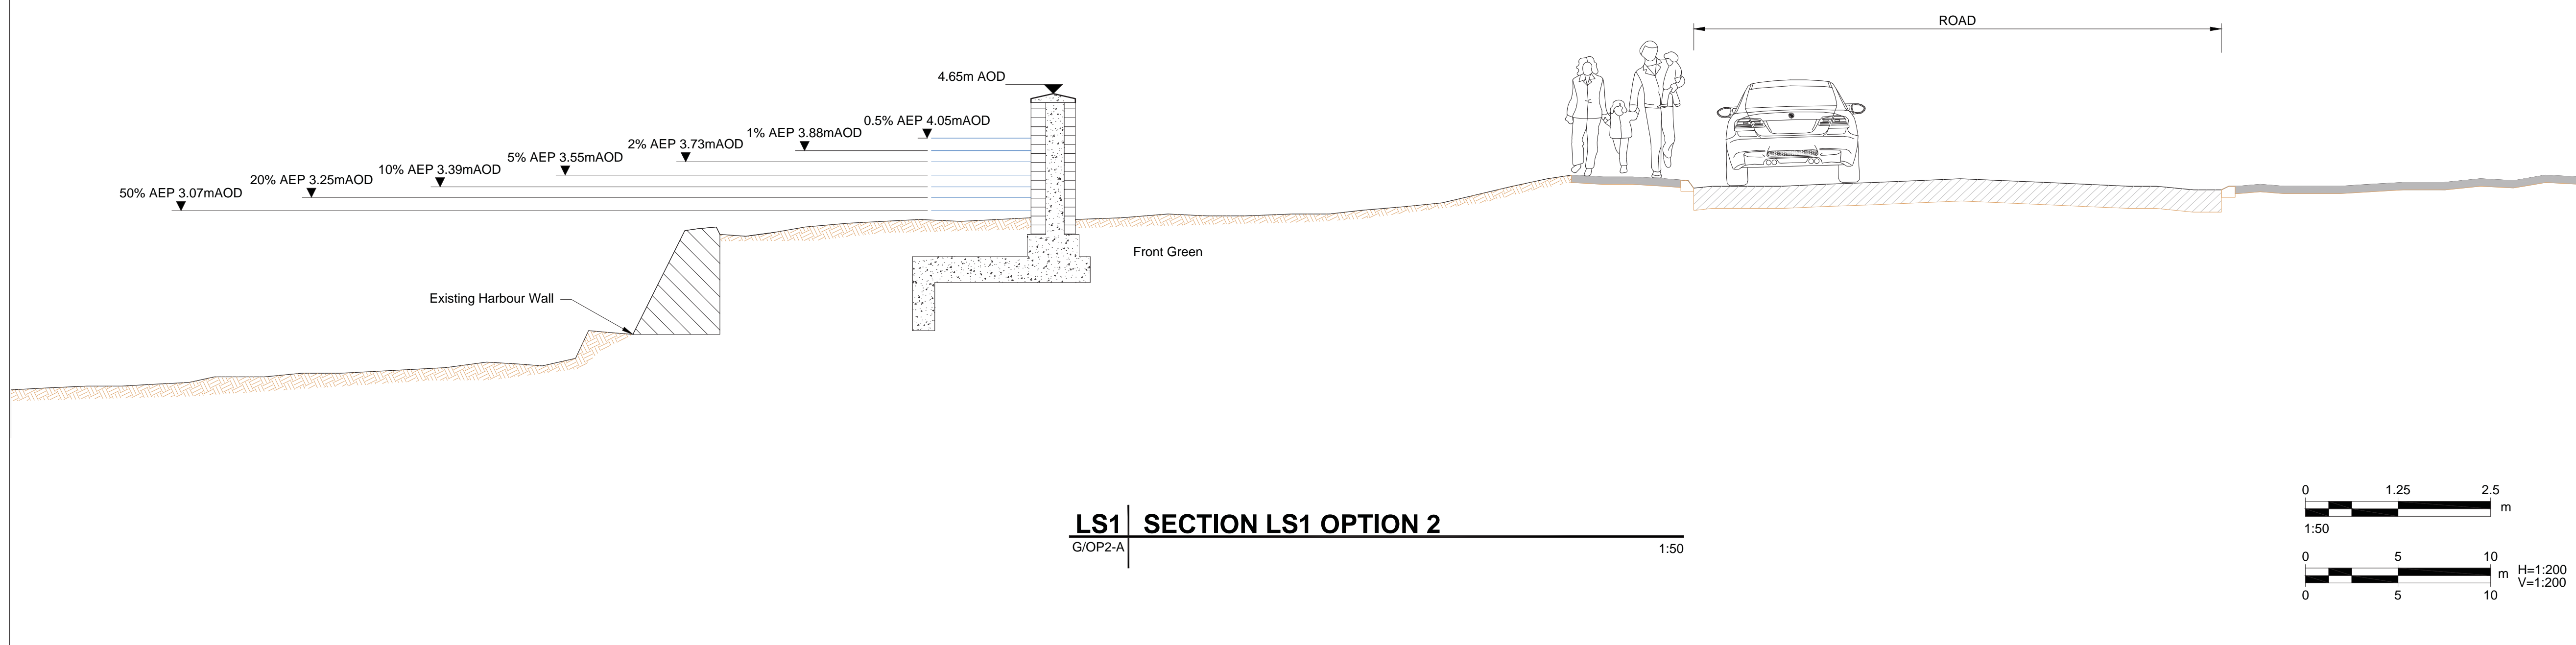 ROAD
4.65m AOD
0.5% AEP 4.05mAOD
1% AEP 3.88mAOD
2% AEP 3.73mAOD
5% AEP 3.55mAOD
10% AEP 3.39mAOD
20% AEP 3.25mAOD
50% AEP 3.07mAOD
Front Green
Existing Harbour Wall
LS1 SECTION LS1 OPTION 2
G/OP2-A 1:50
0 1.25 2.5
m
1:50
0 5 10
m H=1:200
V=1:200
0 5 10